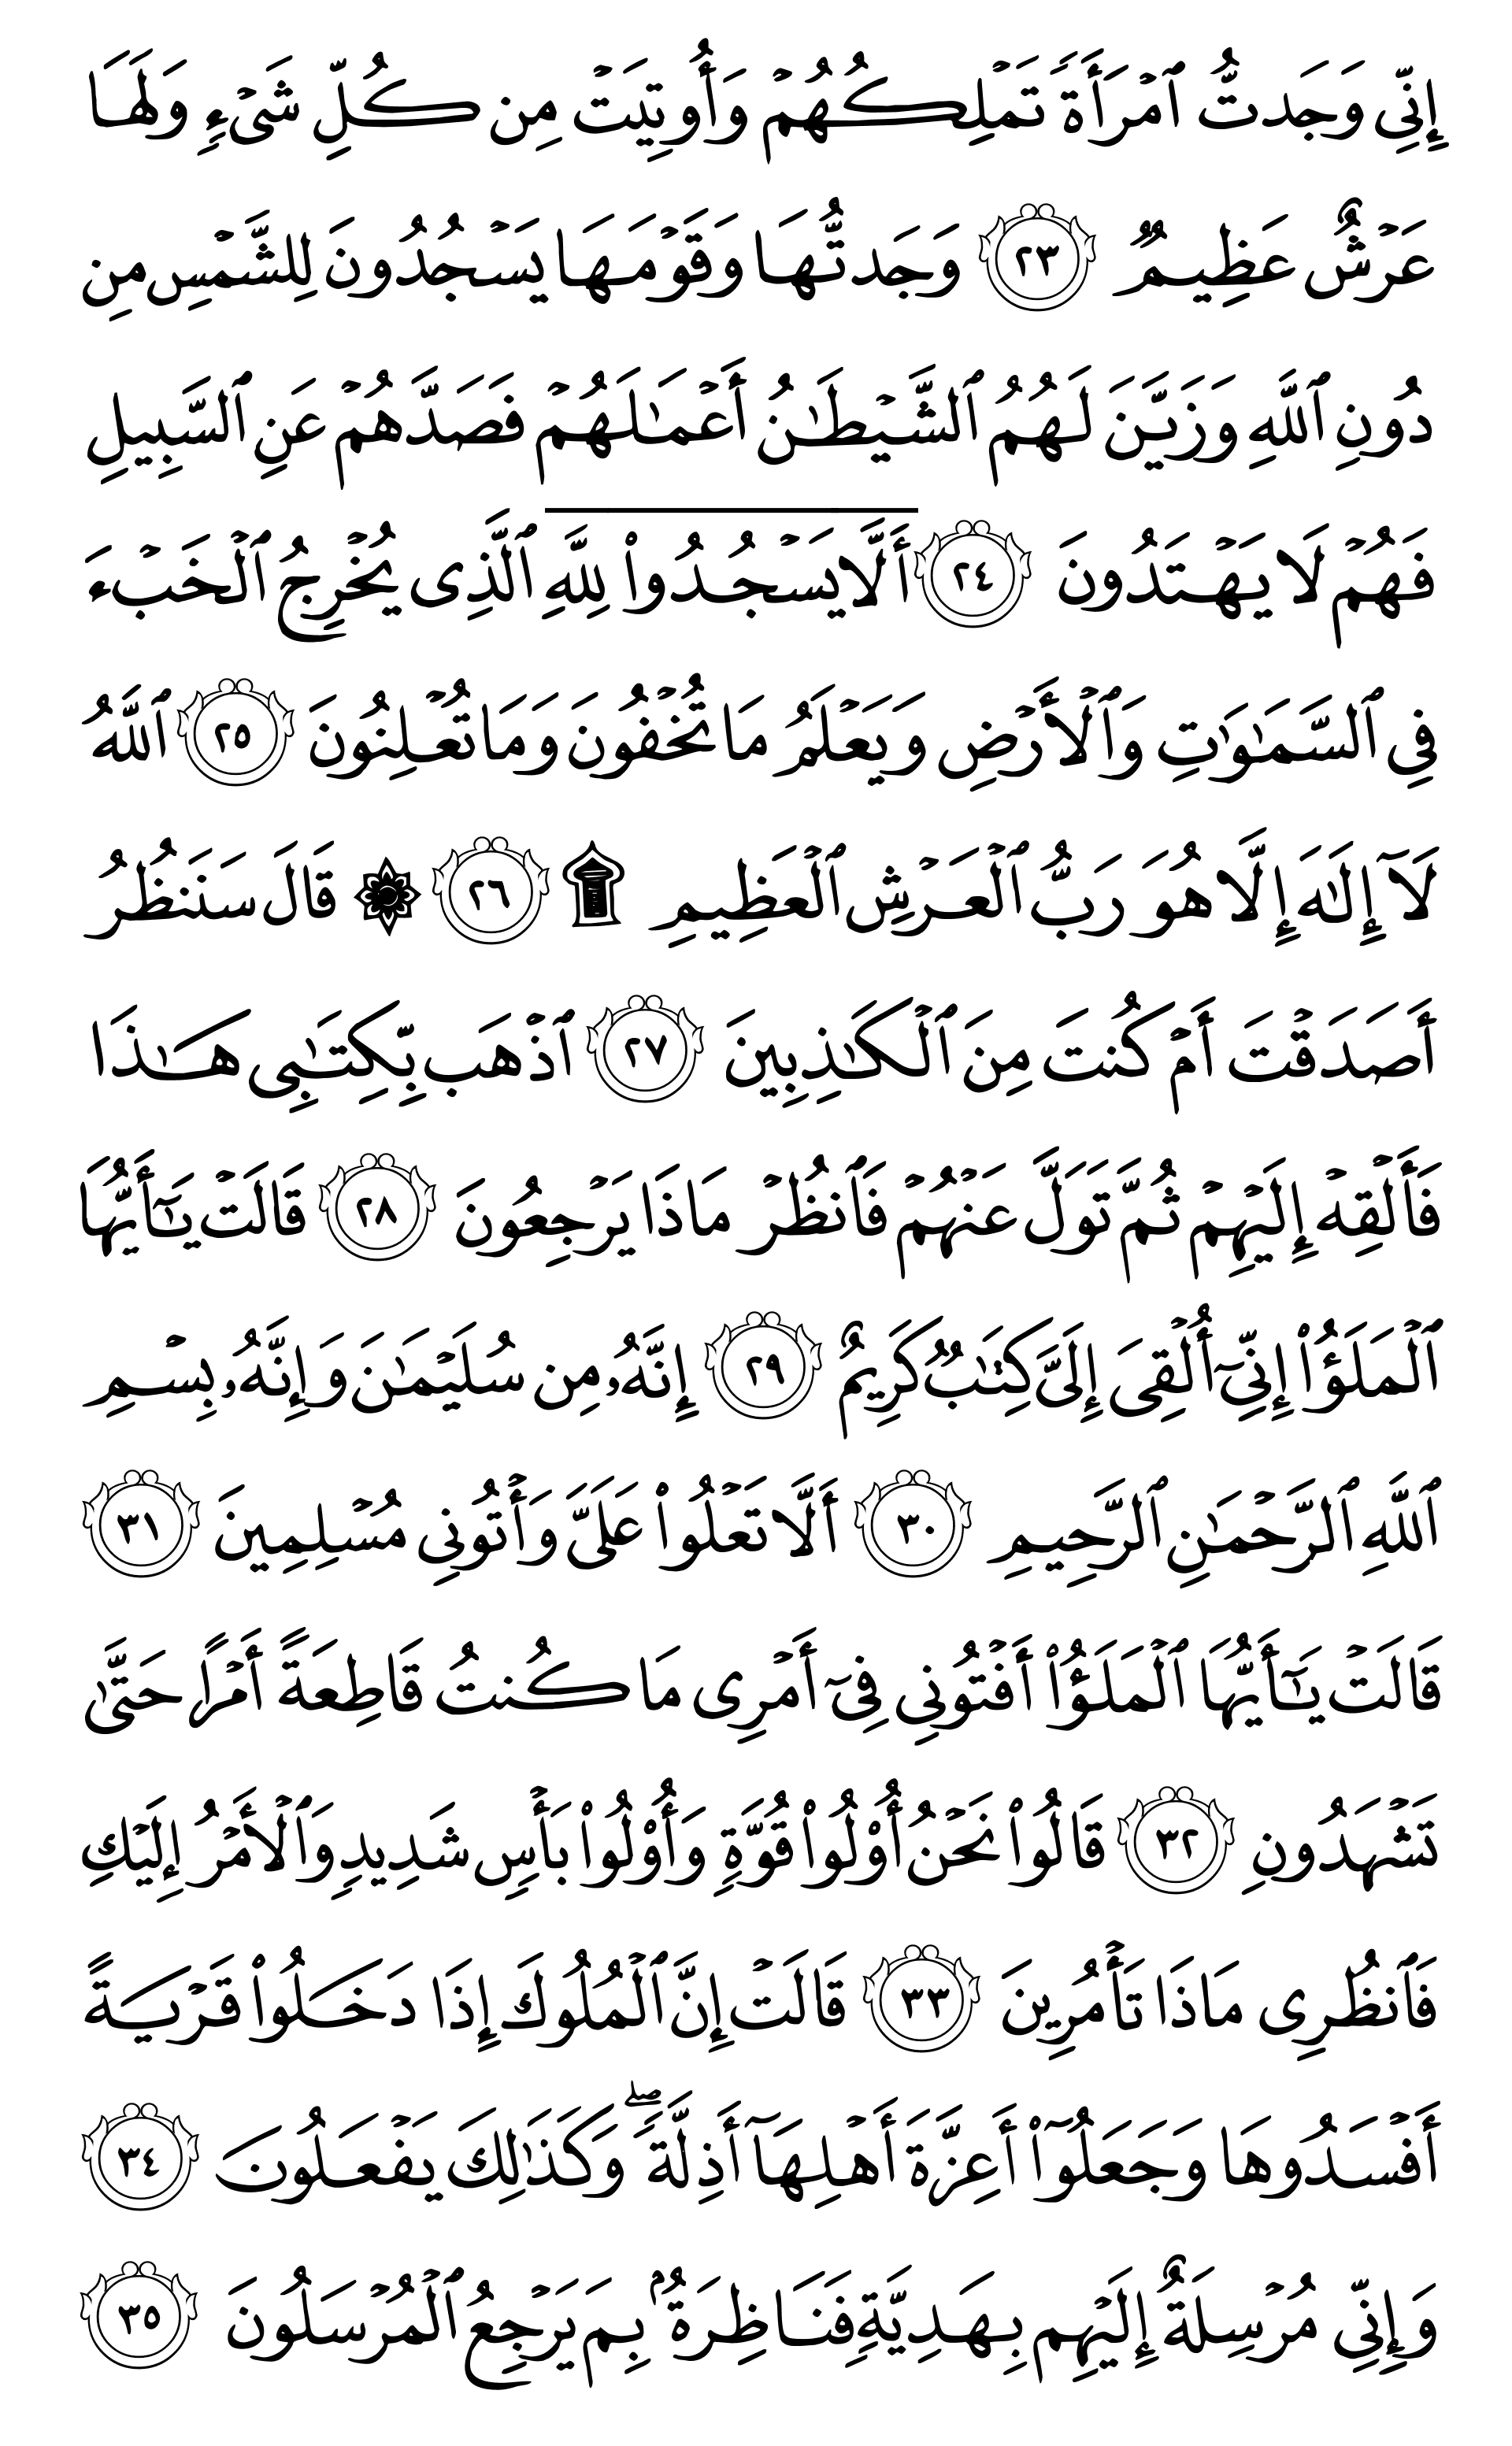 إِنِّي وَجَدتُّ ٱمۡرَأَةٗ تَمۡلِكُهُمۡ وَأُوتِيَتۡ مِن كُلِّ شَيۡءٖ وَلَهَا
عَرۡشٌ عَظِيمٞ ٢٣ وَجَدتُّهَا وَقَوۡمَهَا يَسۡجُدُونَ لِلشَّمۡسِ مِن
دُونِ ٱللَّهِ وَزَيَّنَ لَهُمُ ٱلشَّيۡطَٰنُ أَعۡمَٰلَهُمۡ فَصَدَّهُمۡ عَنِ ٱلسَّبِيلِ
فَهُمۡ لَا يَهۡتَدُونَ ٢٤ أَلَّا يَسۡجُدُواْ لِلَّهِ ٱلَّذِي يُخۡرِجُ ٱلۡخَبۡءَ
فِي ٱلسَّمَٰوَٰتِ وَٱلۡأَرۡضِ وَيَعۡلَمُ مَا تُخۡفُونَ وَمَا تُعۡلِنُونَ ٢٥ ٱللَّهُ
لَآ إِلَٰهَ إِلَّا هُوَ رَبُّ ٱلۡعَرۡشِ ٱلۡعَظِيمِ ۩ ٢٦ ۞ قَالَ سَنَنظُرُ
أَصَدَقۡتَ أَمۡ كُنتَ مِنَ ٱلۡكَٰذِبِينَ ٢٧ ٱذۡهَب بِّكِتَٰبِي هَٰذَا
فَأَلۡقِهۡ إِلَيۡهِمۡ ثُمَّ تَوَلَّ عَنۡهُمۡ فَٱنظُرۡ مَاذَا يَرۡجِعُونَ ٢٨ قَالَتۡ يَٰٓأَيُّهَا
ٱلۡمَلَؤُاْ إِنِّيٓ أُلۡقِيَ إِلَيَّ كِتَٰبٞ كَرِيمٌ ٢٩ إِنَّهُۥ مِن سُلَيۡمَٰنَ وَإِنَّهُۥ بِسۡمِ
ٱللَّهِ ٱلرَّحۡمَٰنِ ٱلرَّحِيمِ ٣٠ أَلَّا تَعۡلُواْ عَلَيَّ وَأۡتُونِي مُسۡلِمِينَ ٣١
قَالَتۡ يَٰٓأَيُّهَا ٱلۡمَلَؤُاْ أَفۡتُونِي فِيٓ أَمۡرِي مَا كُنتُ قَاطِعَةً أَمۡرًا حَتَّىٰ
تَشۡهَدُونِ ٣٢ قَالُواْ نَحۡنُ أُوْلُواْ قُوَّةٖ وَأُوْلُواْ بَأۡسٖ شَدِيدٖ وَٱلۡأَمۡرُ إِلَيۡكِ
فَٱنظُرِي مَاذَا تَأۡمُرِينَ ٣٣ قَالَتۡ إِنَّ ٱلۡمُلُوكَ إِذَا دَخَلُواْ قَرۡيَةً
أَفۡسَدُوهَا وَجَعَلُوٓاْ أَعِزَّةَ أَهۡلِهَآ أَذِلَّةٗۖ وَكَذَٰلِكَ يَفۡعَلُونَ ٣٤
وَإِنِّي مُرۡسِلَةٌ إِلَيۡهِم بِهَدِيَّةٖ فَنَاظِرَةُۢ بِمَ يَرۡجِعُ ٱلۡمُرۡسَلُونَ ٣٥